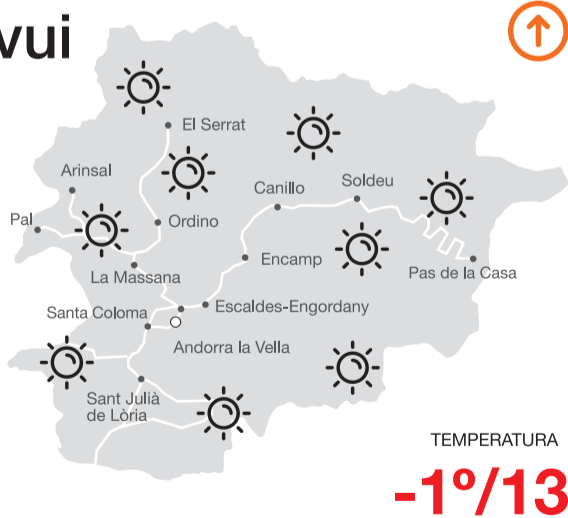 vui
El Serrat
Arinsal
Canillo
Soldeu
Pal
Ordino
Encamp
Pas de la Casa
La Massana
Santa Coloma
Escaldes-Engordany
Andorra la Vella
Sant Julià
de Lòria
TEMPERATURA
-1º/13